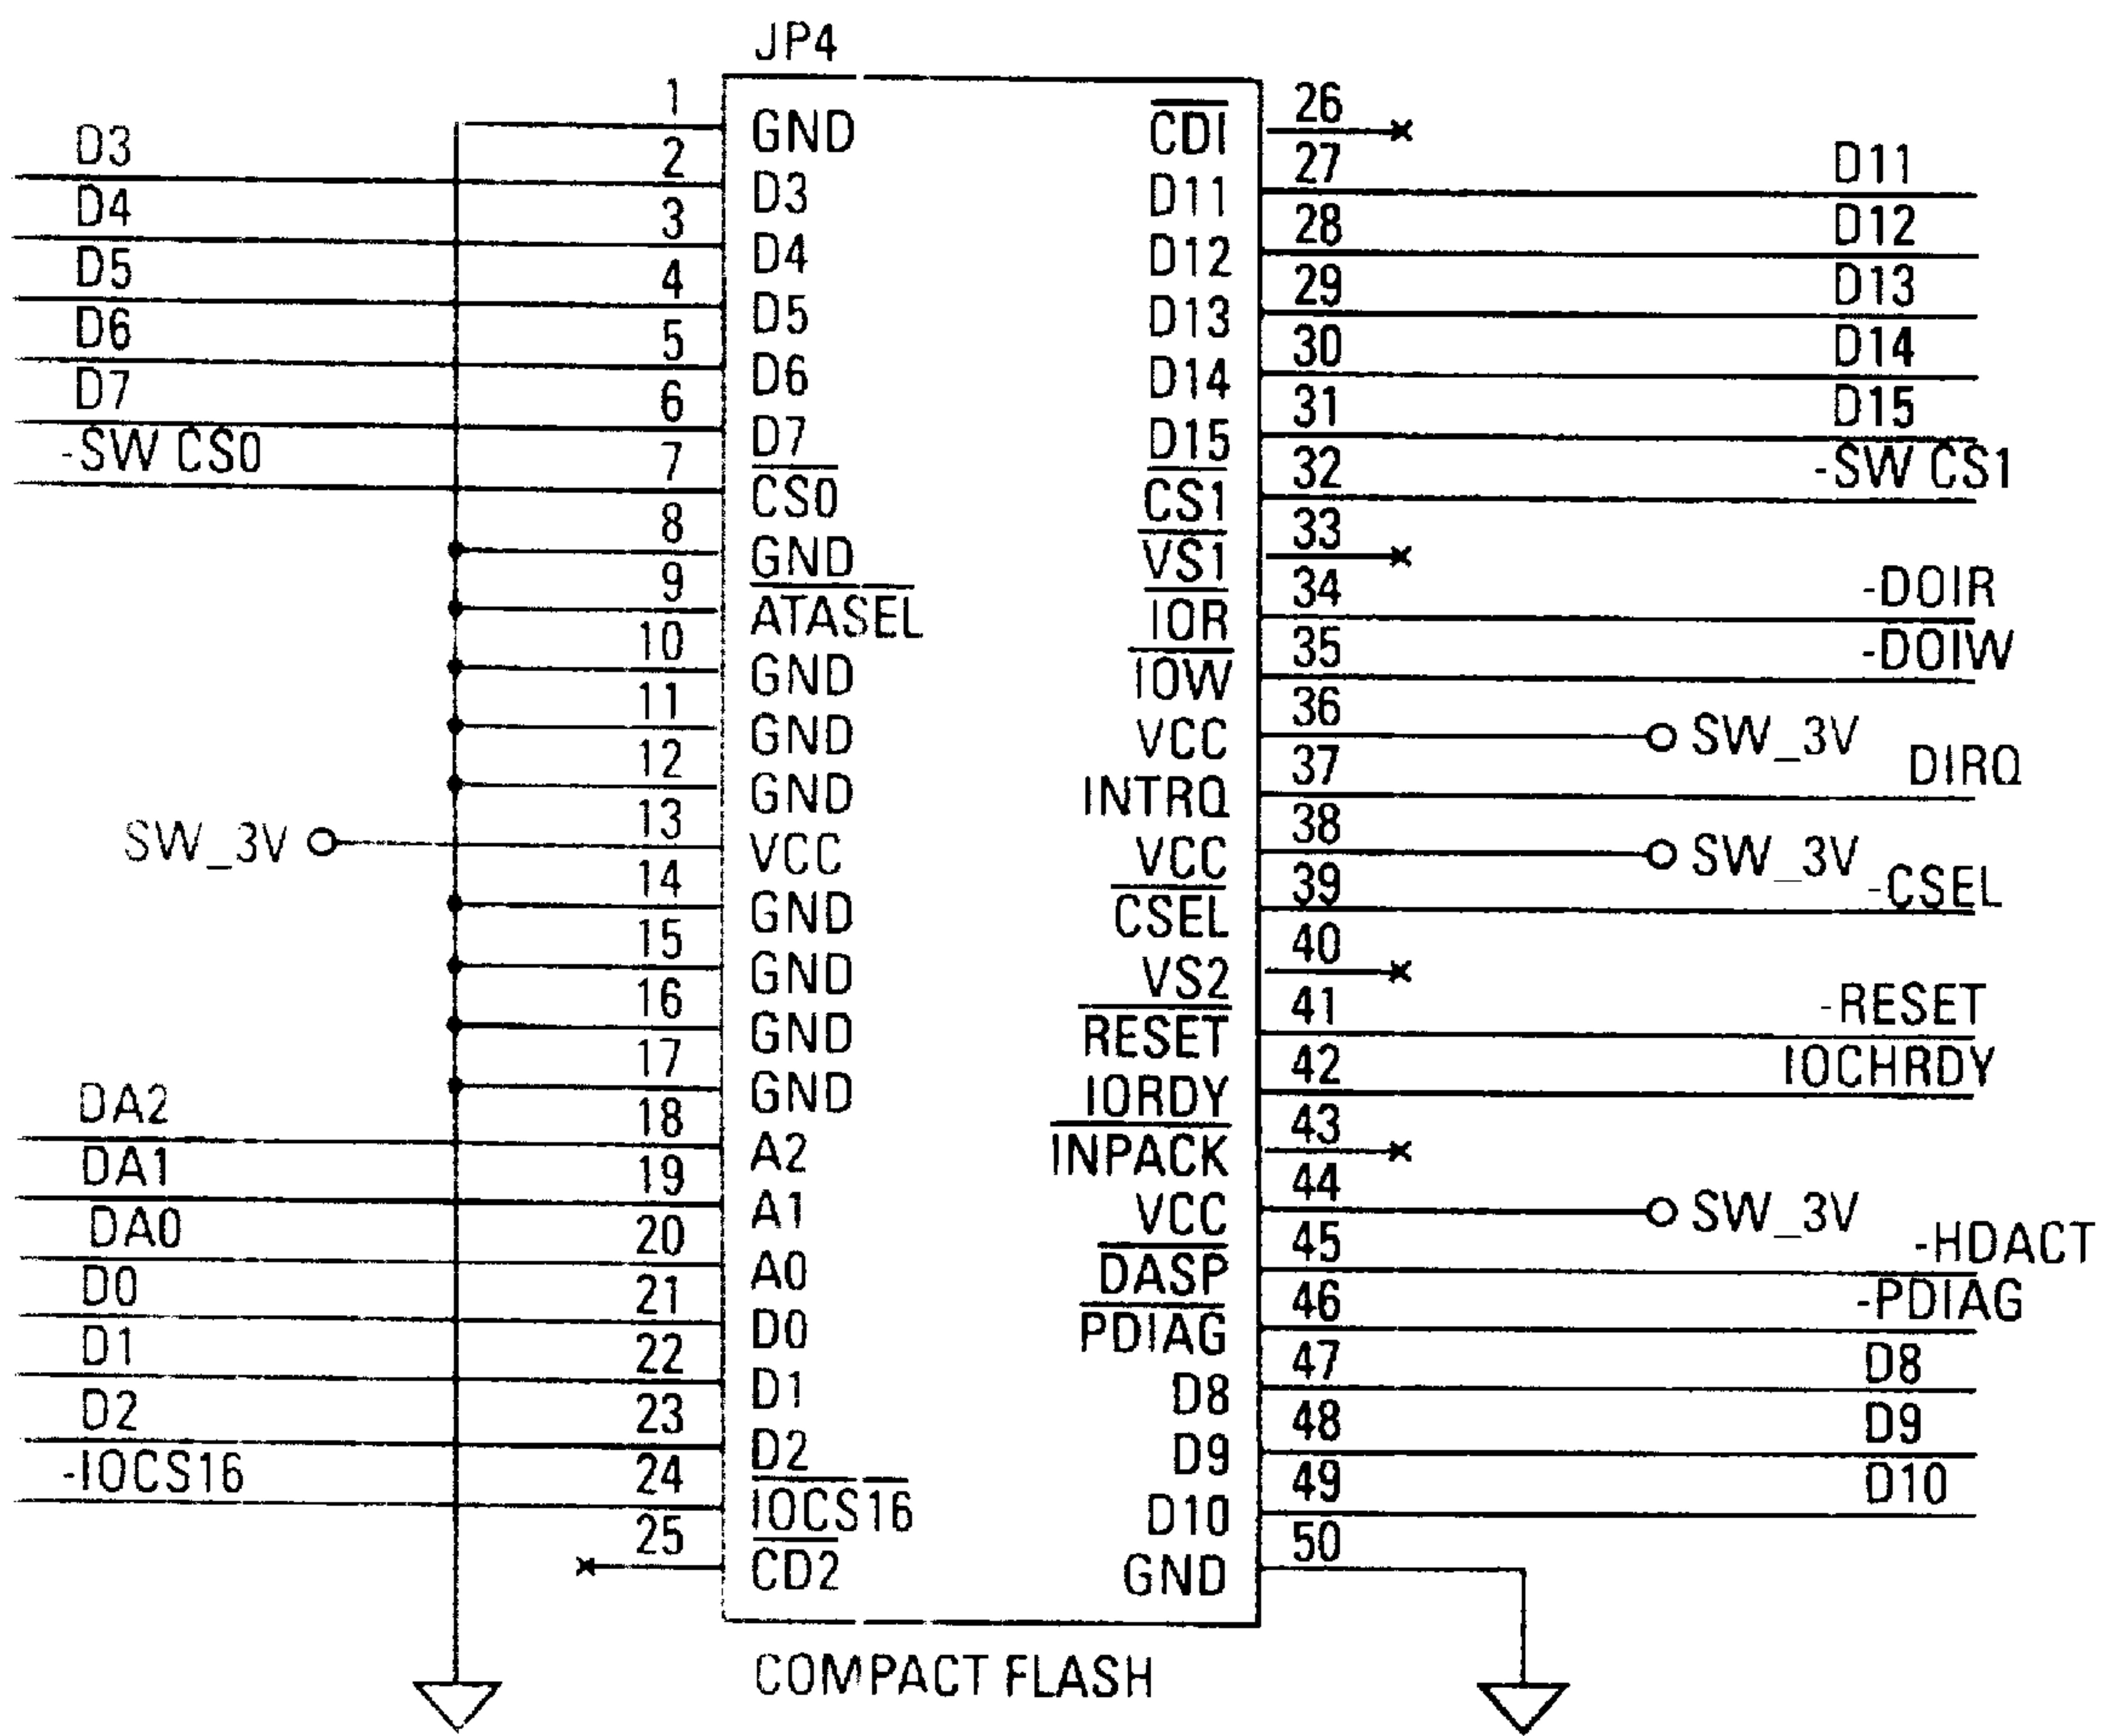 JP4
1 GND
D3 2 D3
D4 3 D4
D5 4 D5
D6 5 D6
D7 6 D7
-SW CS0 7 CS0
8 GND
9 ATASEL
10 GND
11 GND
12 GND
SW_3V 13 VCC
14 GND
15 GND
16 GND
17 GND
DA2 18 A2
DA1 19 A1
DA0 20 A0
D0 21 D0
D1 22 D1
D2 23 D2
-IOCS16 24 IOCS16
25 CD2
CDI 26
D11 27 D11
D12 28 D12
D13 29 D13
D14 30 D14
D15 31 D15
CS1 32 -SW CS1
VS1 33
IOR 34 -DOIR
IOW 35 -DOIW
VCC 36 SW_3V
INTRQ 37 DIRQ
VCC 38 SW_3V
CSEL 39 -CSEL
VS2 40
RESET 41 -RESET
IORDY 42 IOCHRDY
INPACK 43
VCC 44 SW_3V
DASP 45 -HDACT
PDIAG 46 -PDIAG
D8 47 D8
D9 48 D9
D10 49 D10
GND 50
COMPACT FLASH